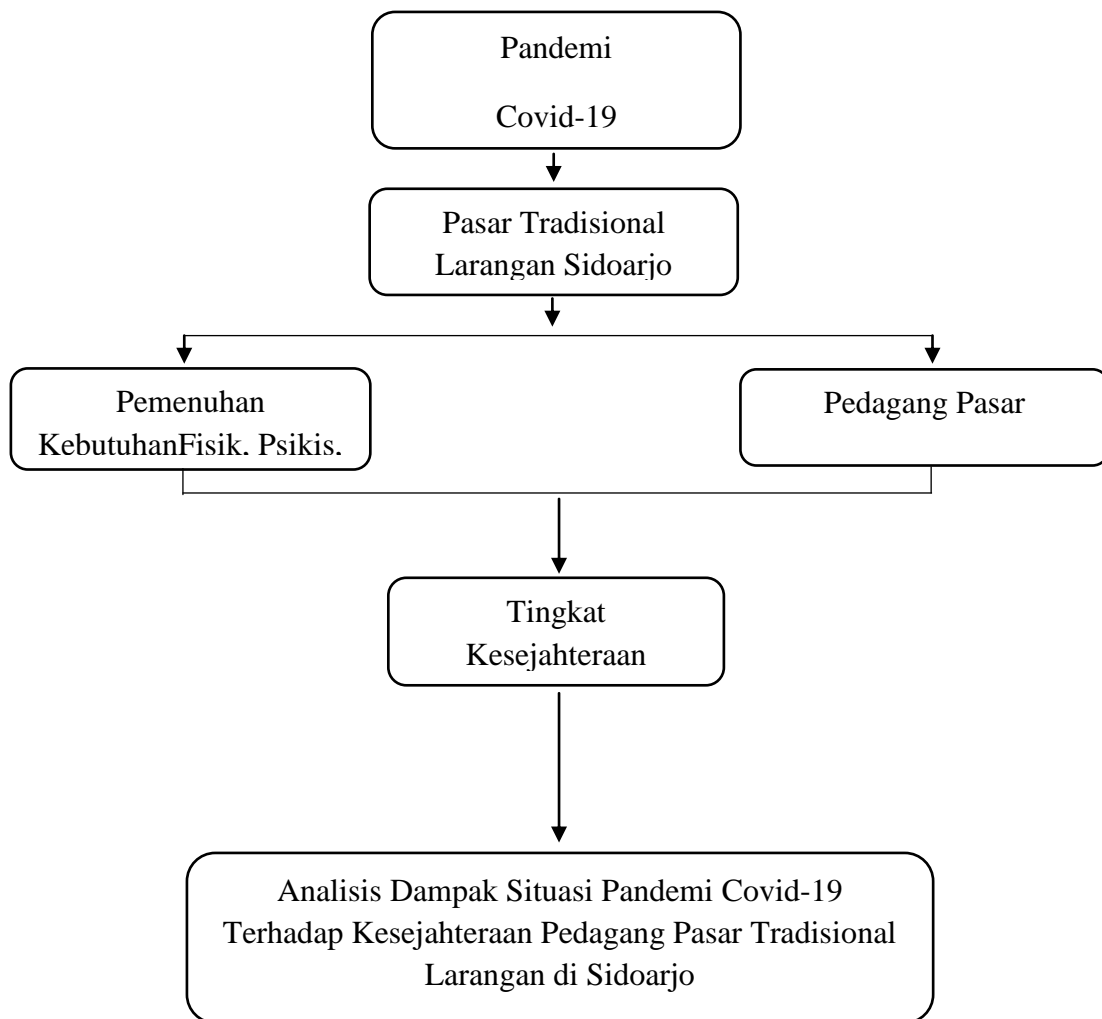 Pandemi
Covid-19
Pasar Tradisional
Larangan Sidoarjo
Pemenuhan
KebutuhanFisik, Psikis,
Pedagang Pasar
Tingkat
Kesejahteraan
Analisis Dampak Situasi Pandemi Covid-19
Terhadap Kesejahteraan Pedagang Pasar Tradisional
Larangan di Sidoarjo